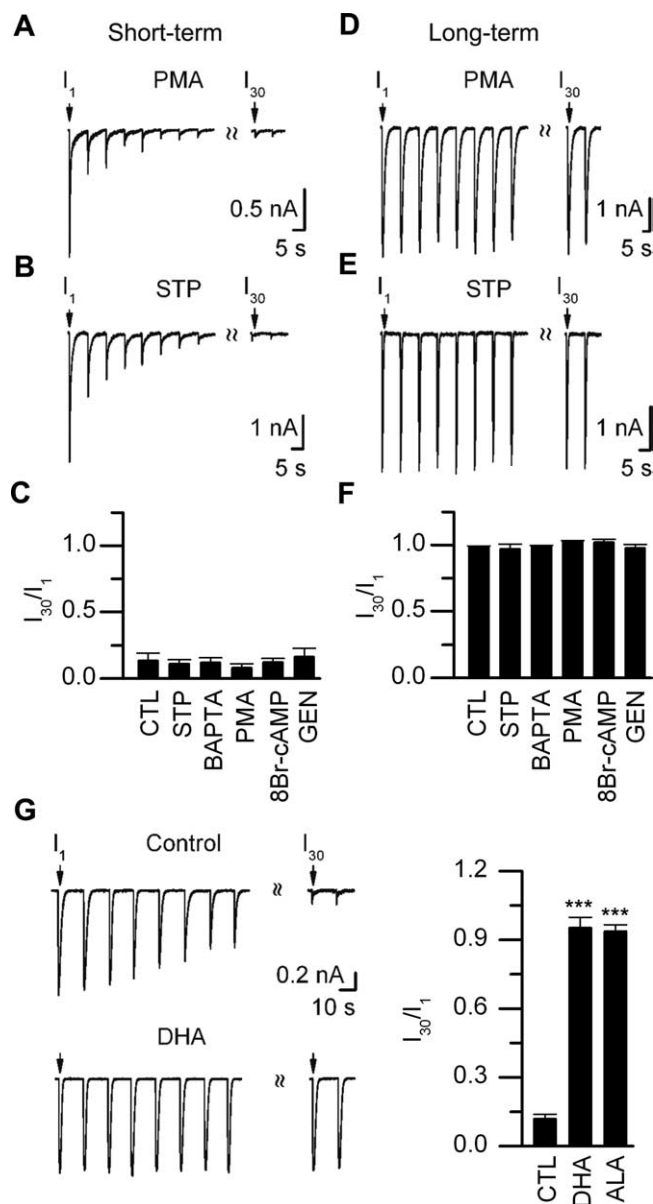 A Short-term
PMA
I1 I30
0.5 nA
5 s
B
STP
I1 I30
1 nA
5 s
C
I30/I1
1.0
0.5
0.0
CTL
STP
BAPTA
PMA
8Br-cAMP
GEN
D Long-term
PMA
I1 I30
1 nA
5 s
E
STP
I1 I30
1 nA
5 s
F
I30/I1
1.0
0.5
0.0
CTL
STP
BAPTA
PMA
8Br-cAMP
GEN
G
I1 Control I30
0.2 nA
10 s
DHA
≈
I30/I1
1.2
0.9
0.6
0.3
0.0
*** ***
CTL
DHA
ALA